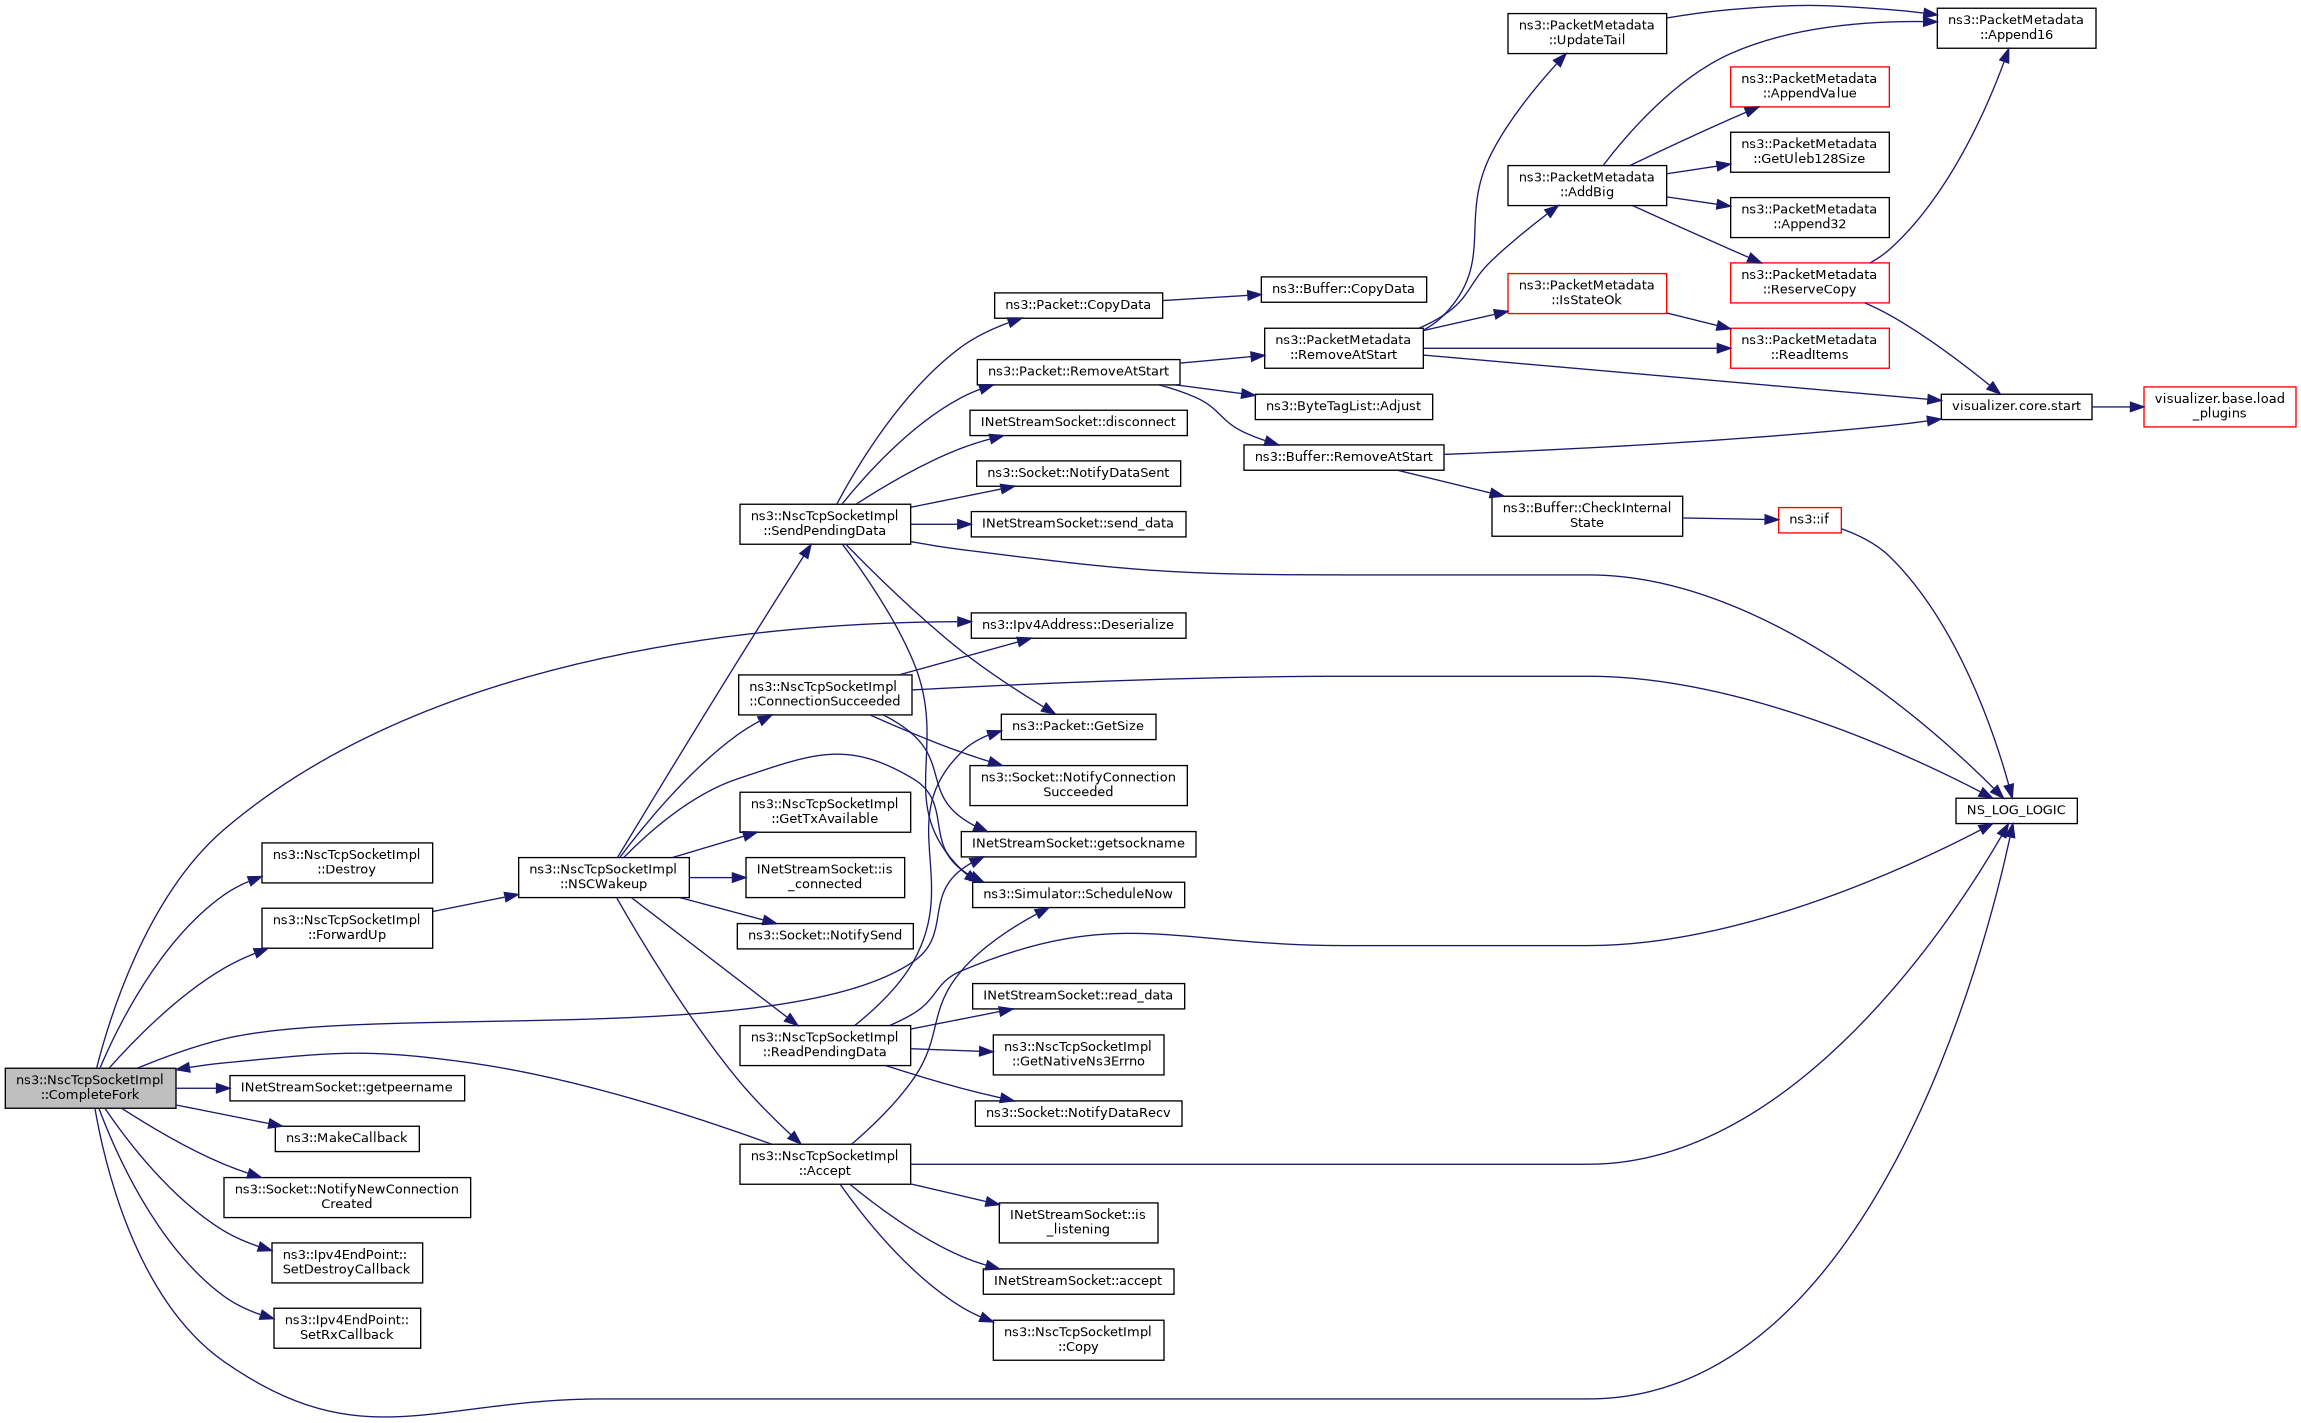 ns3::PacketMetadata
::UpdateTail
ns3::PacketMetadata
::Append16
ns3::PacketMetadata
::AppendValue
ns3::PacketMetadata
::GetUleb128Size
ns3::PacketMetadata
::AddBig
ns3::PacketMetadata
::Append32
ns3::PacketMetadata
::ReserveCopy
ns3::Packet::CopyData
ns3::Buffer::CopyData
ns3::PacketMetadata
::IsStateOk
ns3::PacketMetadata
::RemoveAtStart
ns3::PacketMetadata
::ReadItems
ns3::Packet::RemoveAtStart
ns3::ByteTagList::Adjust
visualizer.core.start
visualizer.base.load
_plugins
INetStreamSocket::disconnect
ns3::Buffer::RemoveAtStart
ns3::Socket::NotifyDataSent
ns3::NscTcpSocketImpl
::SendPendingData
INetStreamSocket::send_data
ns3::Buffer::CheckInternal
State
ns3::if
ns3::Ipv4Address::Deserialize
ns3::NscTcpSocketImpl
::ConnectionSucceeded
ns3::Packet::GetSize
ns3::Socket::NotifyConnection
Succeeded
ns3::NscTcpSocketImpl
::GetTxAvailable
NS_LOG_LOGIC
INetStreamSocket::getsockname
ns3::NscTcpSocketImpl
::Destroy
ns3::NscTcpSocketImpl
::NSCWakeup
INetStreamSocket::is
_connected
ns3::Simulator::ScheduleNow
ns3::NscTcpSocketImpl
::ForwardUp
ns3::Socket::NotifySend
INetStreamSocket::read_data
ns3::NscTcpSocketImpl
::ReadPendingData
ns3::NscTcpSocketImpl
::GetNativeNs3Errno
ns3::NscTcpSocketImpl
::CompleteFork
INetStreamSocket::getpeername
ns3::Socket::NotifyDataRecv
ns3::MakeCallback
ns3::NscTcpSocketImpl
::Accept
ns3::Socket::NotifyNewConnection
Created
INetStreamSocket::is
_listening
ns3::Ipv4EndPoint::
SetDestroyCallback
INetStreamSocket::accept
ns3::Ipv4EndPoint::
SetRxCallback
ns3::NscTcpSocketImpl
::Copy